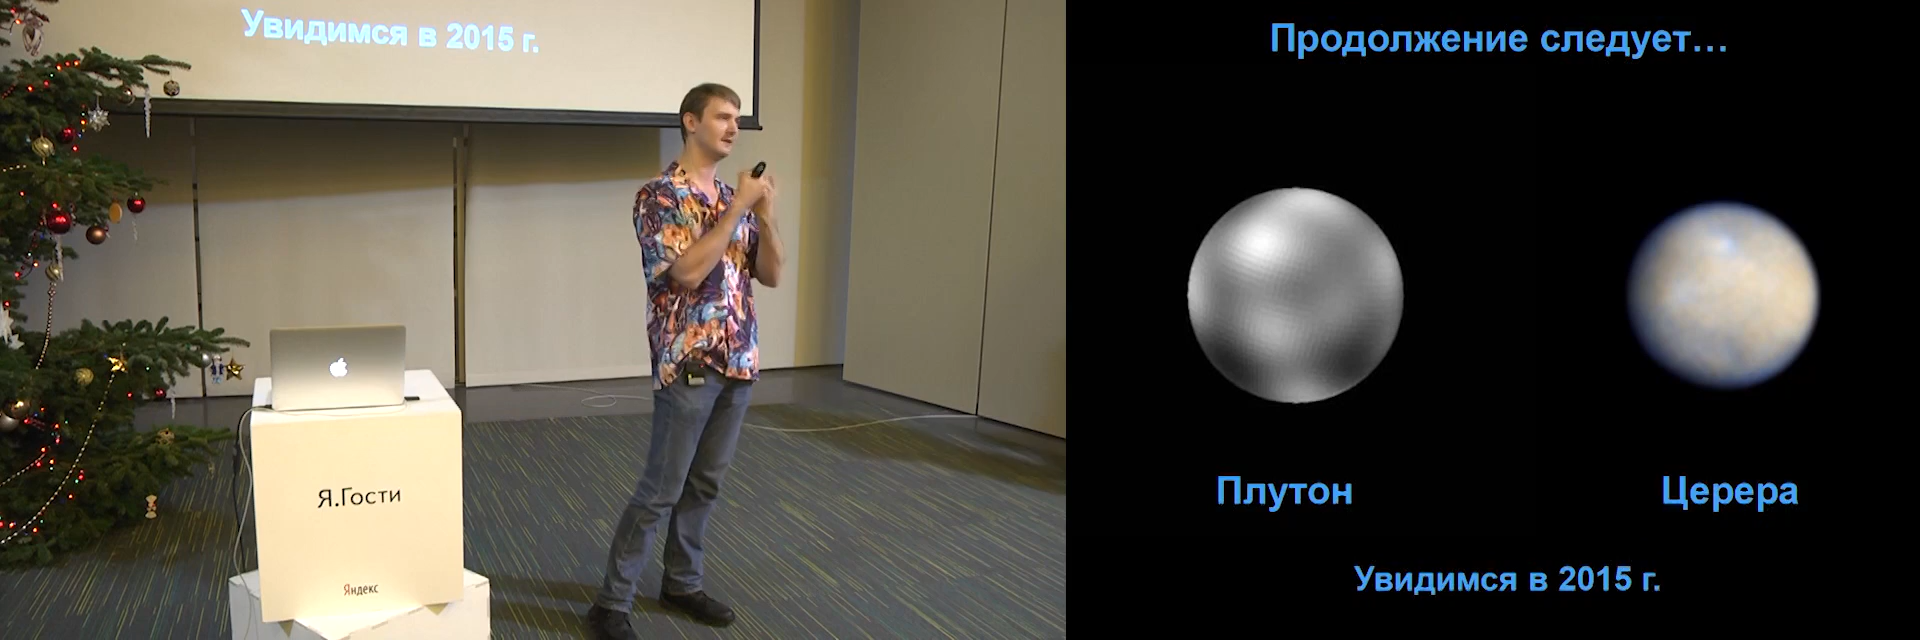 Увидимся в 2015 г.
Я.Гости
Яндекс
Продолжение следует…
Плутон
Церера
Увидимся в 2015 г.